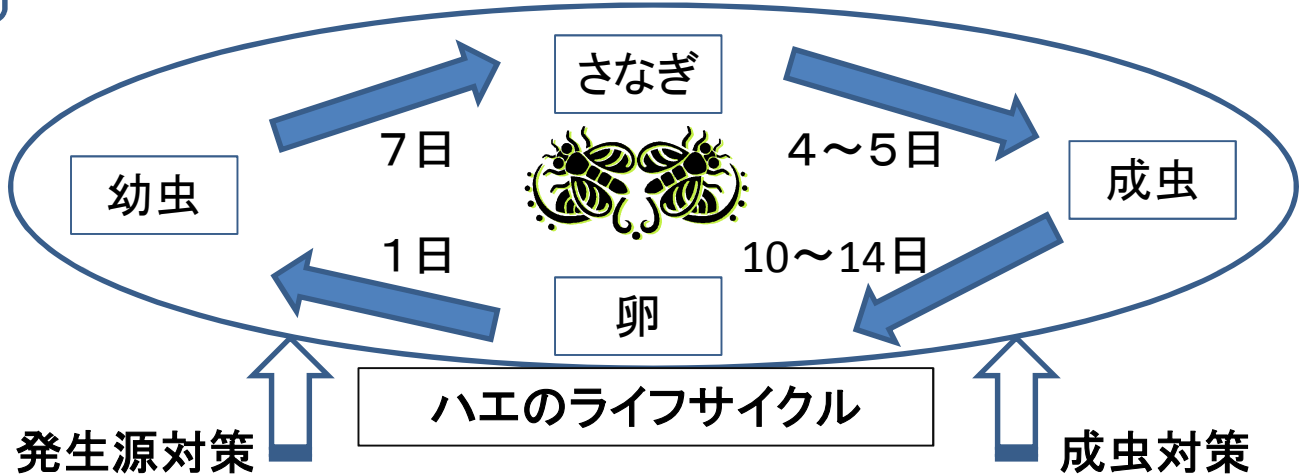 さなぎ
7日
4～5日
幼虫
成虫
1日
10～14日
卵
ハエのライフサイクル
発生源対策
成虫対策